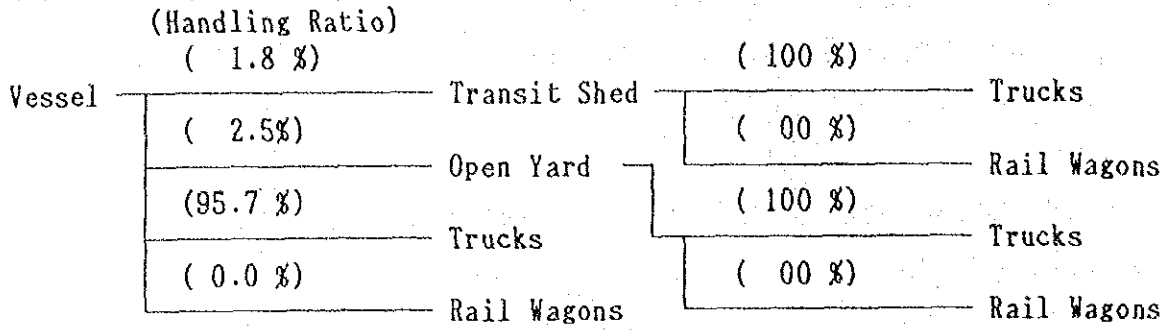 (Handling Ratio)
( 1.8 %) ( 100 %)
Vessel Transit Shed Trucks
( 2.5%) ( 00 %)
Open Yard Rail Wagons
(95.7 %) ( 100 %)
Trucks Trucks
( 0.0 %) ( 00 %)
Rail Wagons Rail Wagons